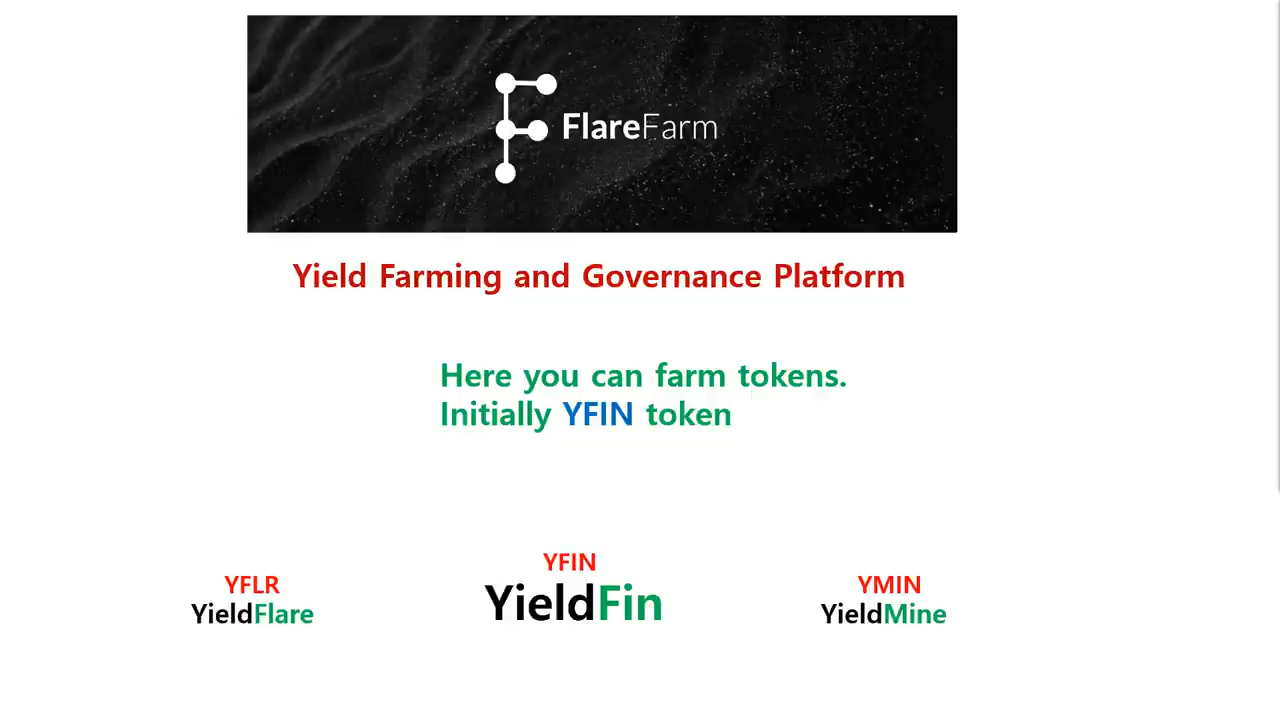 FlareFarm
Yield Farming and Governance Platform
Here you can farm tokens.
Initially YFIN token
YFLR
YieldFlare
YFIN
YieldFin
YMIN
YieldMine